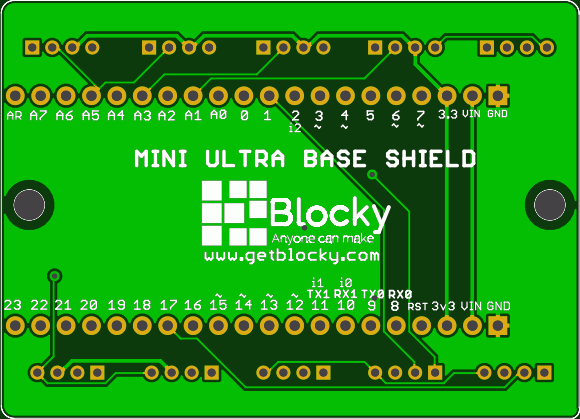 AR A7 A6 A5 A4 A3 A2 A1 A0 0 1 2 3 4 5 6 7 3.3 VIN GND
i2 ~ ~ ~ ~
MINI ULTRA BASE SHIELD
Blocky
Anyone can make
www.getblocky.com
i1 i0
TX1 RX1 TX0 RX0
~ ~ ~ ~
23 22 21 20 19 18 17 16 15 14 13 12 11 10 9 8 RST 3v3 VIN GND